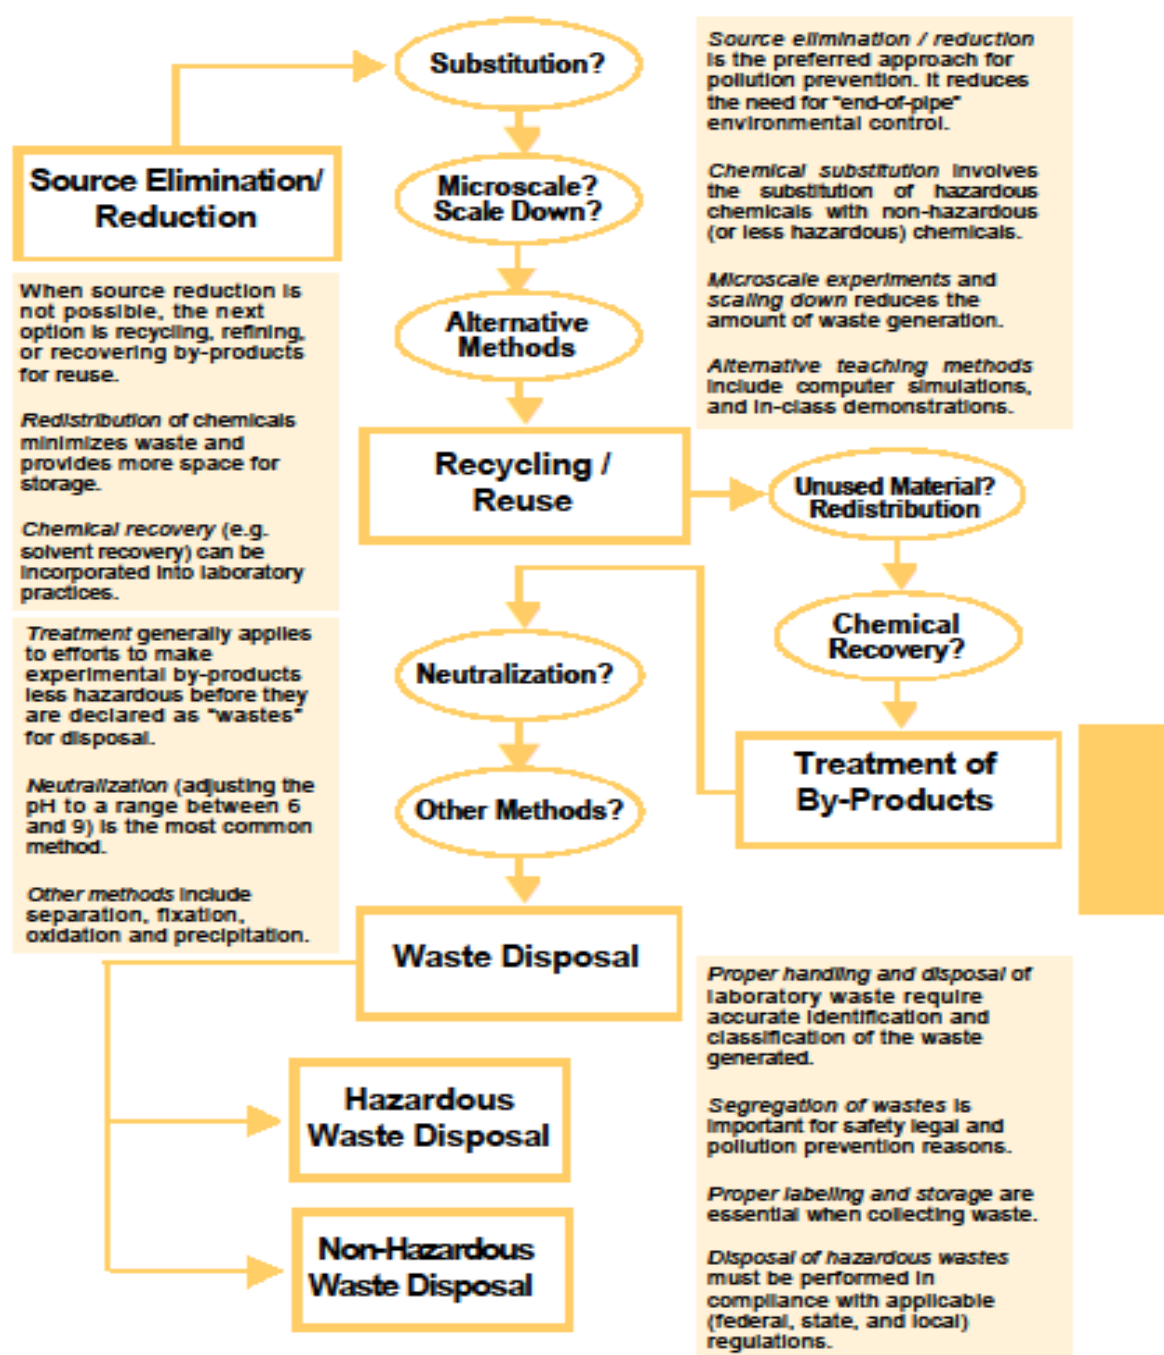 Substitution?
Source Elimination/
Reduction
Microscale?
Scale Down?
Alternative
Methods
Source elimination / reduction
is the preferred approach for
pollution prevention. It reduces
the need for "end-of-pipe"
environmental control.
Chemical substitution involves
the substitution of hazardous
chemicals with non-hazardous
(or less hazardous) chemicals.
Microscale experiments and
scaling down reduces the
amount of waste generation.
Alternative teaching methods
include computer simulations,
and in-class demonstrations.
When source reduction is
not possible, the next
option is recycling, refining,
or recovering by-products
for reuse.
Redistribution of chemicals
minimizes waste and
provides more space for
storage.
Chemical recovery (e.g.
solvent recovery) can be
incorporated into laboratory
practices.
Recycling /
Reuse
Unused Material?
Redistribution
Chemical
Recovery?
Treatment of
By-Products
Treatment generally applies
to efforts to make
experimental by-products
less hazardous before they
are declared as "wastes"
for disposal.
Neutralization (adjusting the
pH to a range between 6
and 9) is the most common
method.
Other methods include
separation, fixation,
oxidation and precipitation.
Neutralization?
Other Methods?
Waste Disposal
Hazardous
Waste Disposal
Non-Hazardous
Waste Disposal
Proper handling and disposal of
laboratory waste require
accurate identification and
classification of the waste
generated.
Segregation of wastes is
important for safety legal and
pollution prevention reasons.
Proper labeling and storage are
essential when collecting waste.
Disposal of hazardous wastes
must be performed in
compliance with applicable
(federal, state, and local)
regulations.